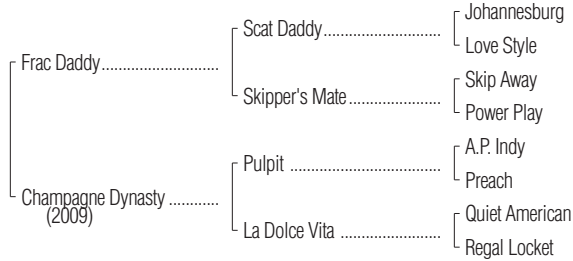 Johannesburg
Scat Daddy
Love Style
Frac Daddy
Skip Away
Skipper's Mate
Power Play
A.P. Indy
Pulpit
Preach
Champagne Dynasty
(2009)
Quiet American
La Dolce Vita
Regal Locket